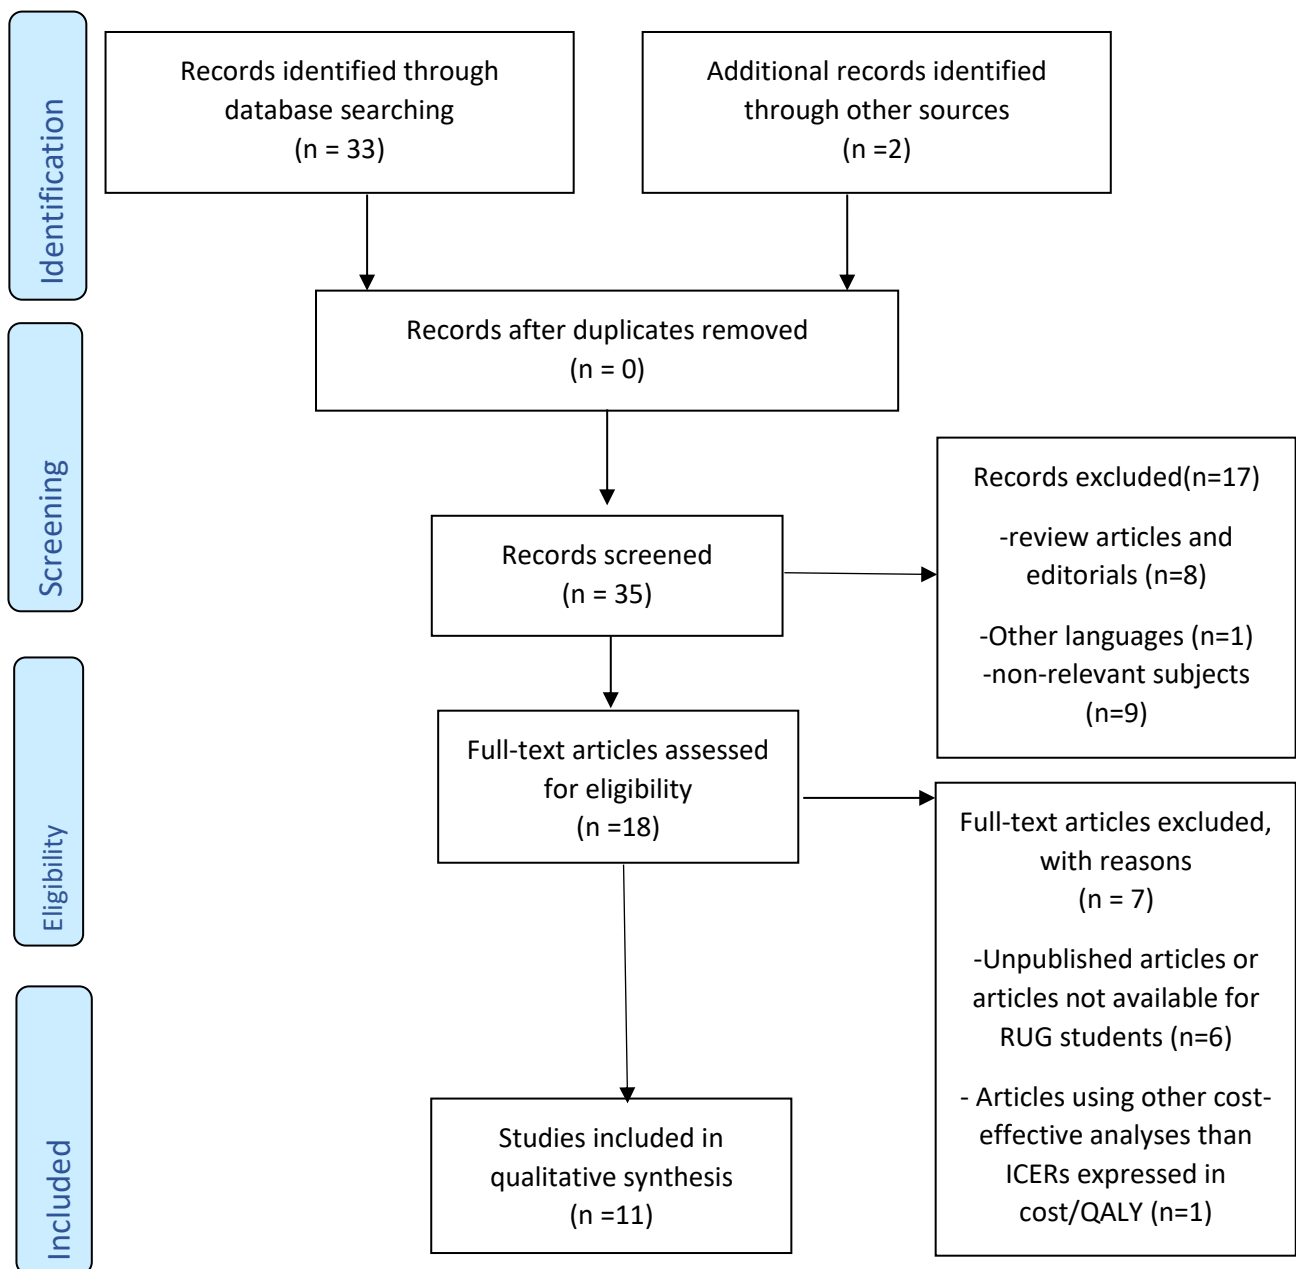 Identification
Records identified through
database searching
(n = 33)
Additional records identified
through other sources
(n =2)
Records after duplicates removed
(n = 0)
Screening
Records screened
(n = 35)
Records excluded(n=17)
-review articles and
editorials (n=8)
-Other languages (n=1)
-non-relevant subjects
(n=9)
Eligibility
Full-text articles assessed
for eligibility
(n =18)
Full-text articles excluded,
with reasons
(n = 7)
-Unpublished articles or
articles not available for
RUG students (n=6)
- Articles using other cost-
effective analyses than
ICERs expressed in
cost/QALY (n=1)
Included
Studies included in
qualitative synthesis
(n =11)